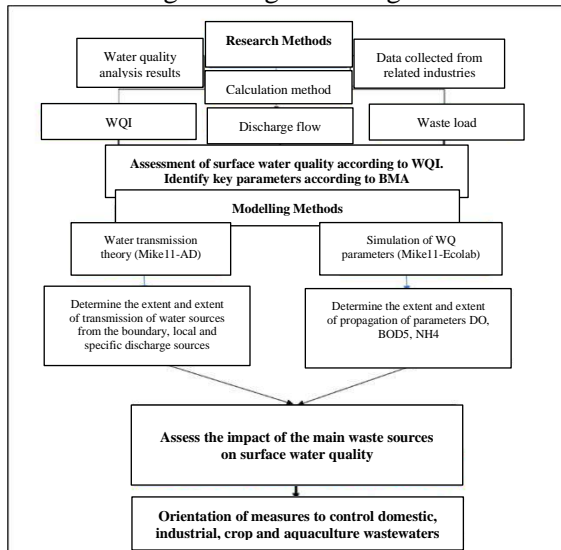 Research Methods
Water quality
analysis results
Data collected from
related industries
Calculation method
WQI
Discharge flow
Waste load
Assessment of surface water quality according to WQI.
Identify key parameters according to BMA
Modelling Methods
Water transmission
theory (Mike11-AD)
Simulation of WQ
parameters (Mike11-Ecolab)
Determine the extent and extent
of transmission of water sources
from the boundary, local and
specific discharge sources
Determine the extent and extent
of propagation of parameters DO,
BOD5, NH4
Assess the impact of the main waste sources
on surface water quality
Orientation of measures to control domestic,
industrial, crop and aquaculture wastewaters